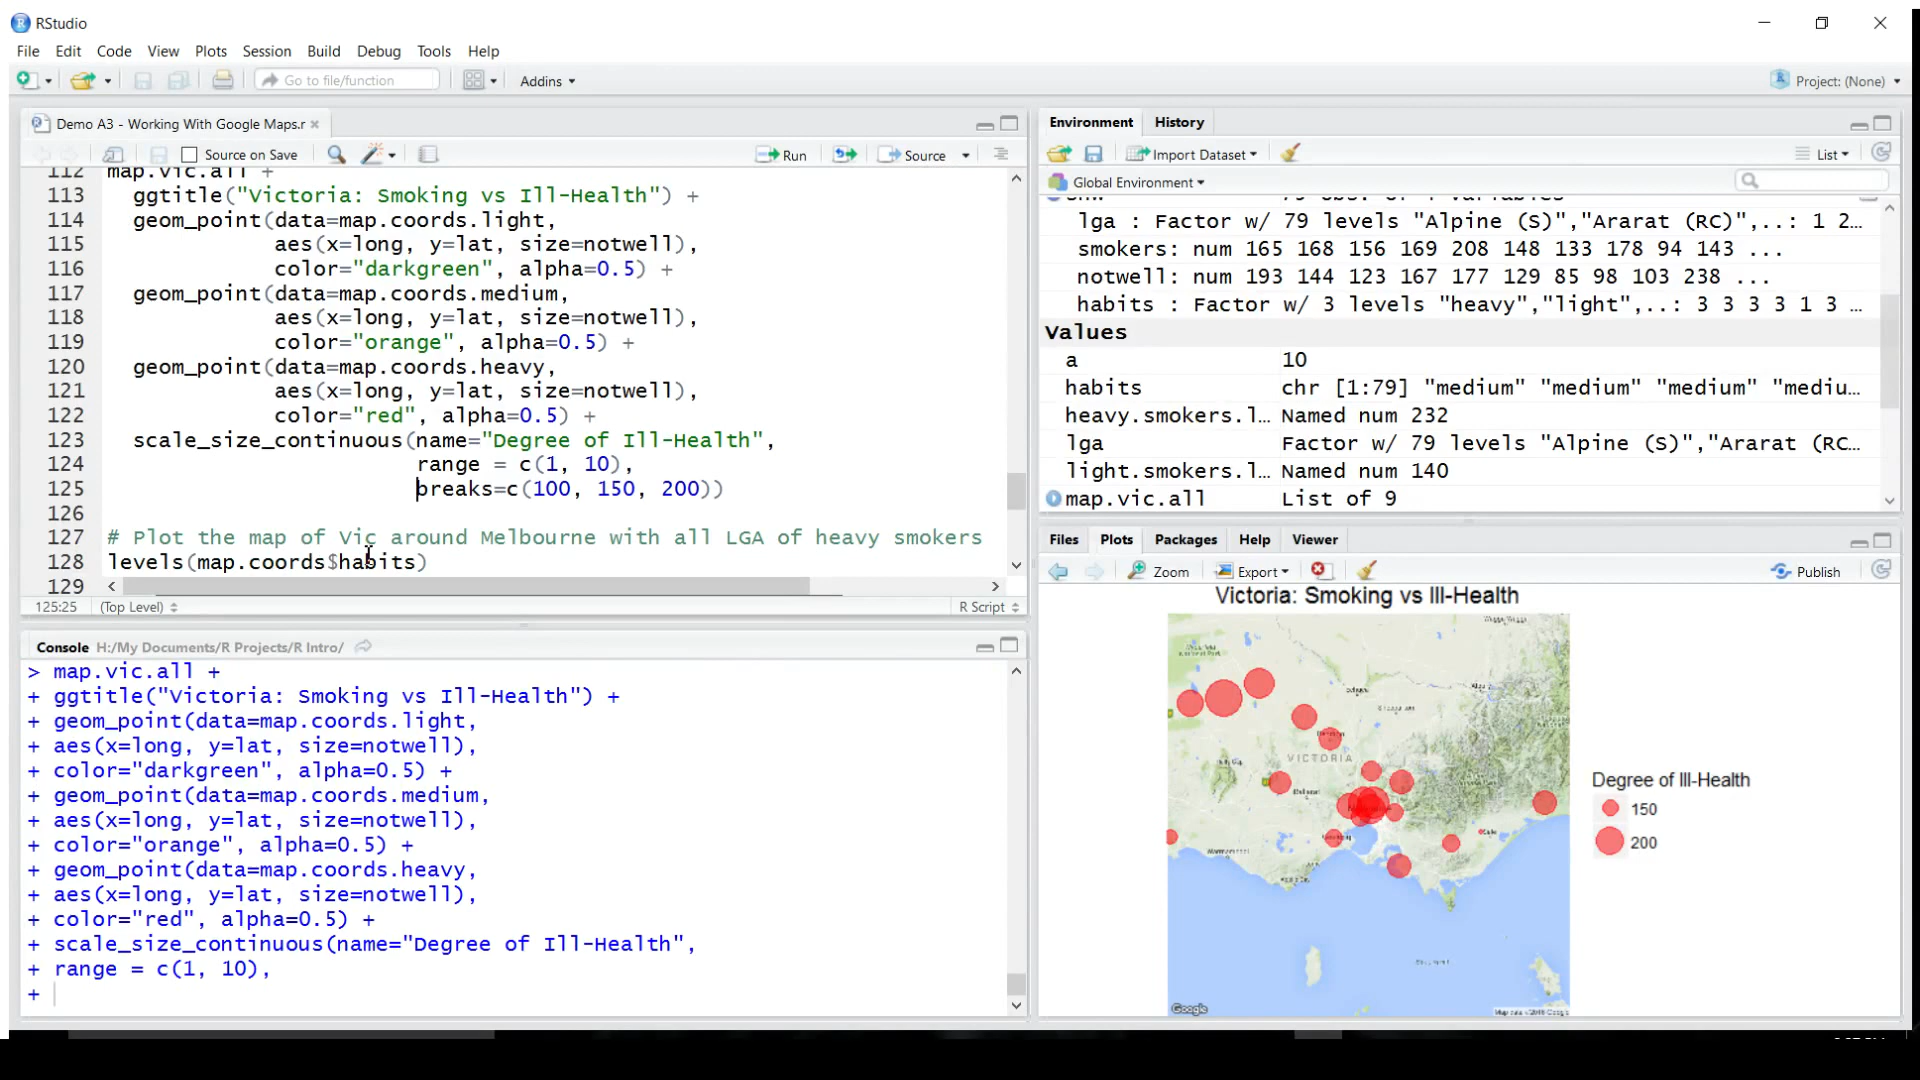 RStudio
File Edit Code View Plots Session Build Debug Tools Help
Go to file/function Addins Project: (None)
Demo A3 - Working With Google Maps.r
Source on Save Run Source
112 map.vic.all +
113 ggtitle("Victoria: Smoking vs Ill-Health") +
114 geom_point(data=map.coords.light,
115 aes(x=long, y=lat, size=notwell),
116 color="darkgreen", alpha=0.5) +
117 geom_point(data=map.coords.medium,
118 aes(x=long, y=lat, size=notwell),
119 color="orange", alpha=0.5) +
120 geom_point(data=map.coords.heavy,
121 aes(x=long, y=lat, size=notwell),
122 color="red", alpha=0.5) +
123 scale_size_continuous(name="Degree of Ill-Health",
124 range = c(1, 10),
125 breaks=c(100, 150, 200))
126
127 # Plot the map of Vic around Melbourne with all LGA of heavy smokers
128 levels(map.coords$habits)
129
125:25 (Top Level) R Script
Console H:/My Documents/R Projects/R Intro/
> map.vic.all +
+ ggtitle("Victoria: Smoking vs Ill-Health") +
+ geom_point(data=map.coords.light,
+ aes(x=long, y=lat, size=notwell),
+ color="darkgreen", alpha=0.5) +
+ geom_point(data=map.coords.medium,
+ aes(x=long, y=lat, size=notwell),
+ color="orange", alpha=0.5) +
+ geom_point(data=map.coords.heavy,
+ aes(x=long, y=lat, size=notwell),
+ color="red", alpha=0.5) +
+ scale_size_continuous(name="Degree of Ill-Health",
+ range = c(1, 10),
+
Environment History
Import Dataset List
Global Environment
lga : Factor w/ 79 levels "Alpine (S)","Ararat (RC)",..: 1 2…
smokers: num 165 168 156 169 208 148 133 178 94 143 ...
notwell: num 193 144 123 167 177 129 85 98 103 238 ...
habits : Factor w/ 3 levels "heavy","light",..: 3 3 3 3 1 3 …
Values
a 10
habits chr [1:79] "medium" "medium" "medium" "mediu…
heavy.smokers.l… Named num 232
lga Factor w/ 79 levels "Alpine (S)","Ararat (RC…
light.smokers.l… Named num 140
map.vic.all List of 9
Files Plots Packages Help Viewer
Zoom Export Publish
Victoria: Smoking vs Ill-Health
VICTORIA
Google
Degree of Ill-Health
150
200